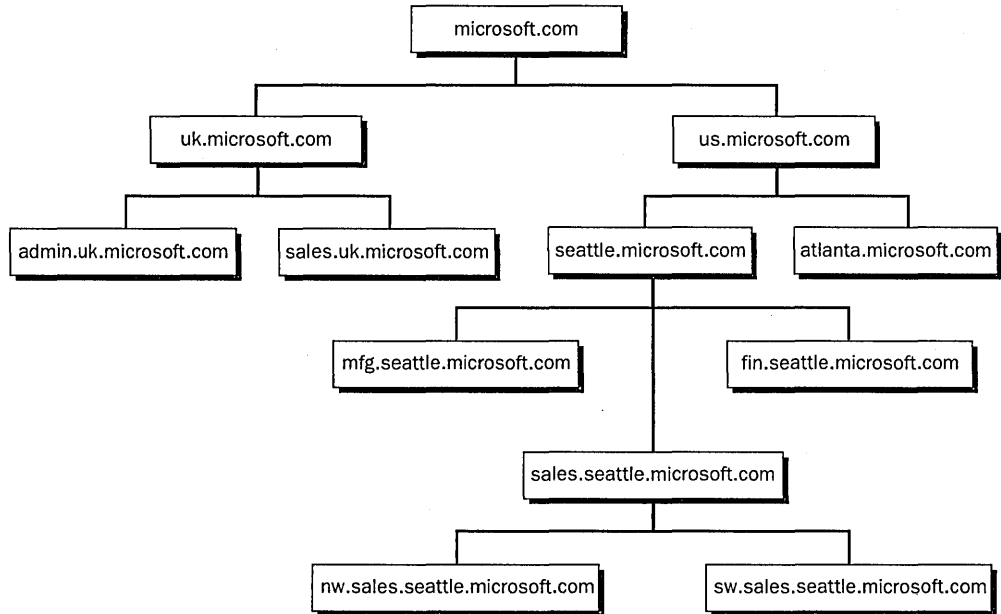 microsoft.com
uk.microsoft.com
us.microsoft.com
admin.uk.microsoft.com
sales.uk.microsoft.com
seattle.microsoft.com
atlanta.microsoft.com
mfg.seattle.microsoft.com
fin.seattle.microsoft.com
sales.seattle.microsoft.com
nw.sales.seattle.microsoft.com
sw.sales.seattle.microsoft.com